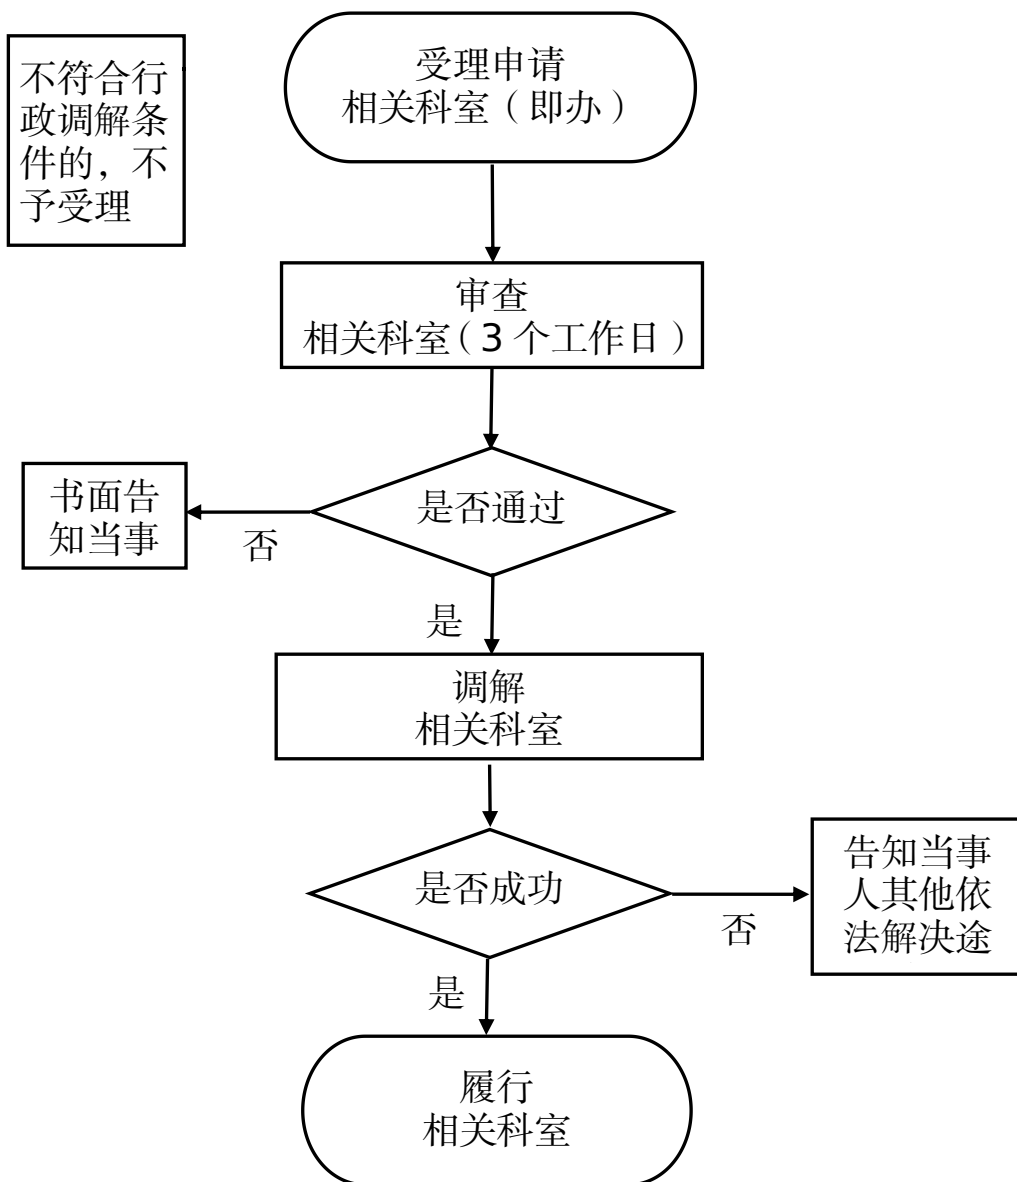 受理申请
相关科室（即办）
不符合行
政调解条
件的，不
予受理
审查
相关科室（3个工作日）
是否通过
书面告
知当事
否
是
调解
相关科室
是否成功
告知当事
人其他依
法解决途
否
是
履行
相关科室